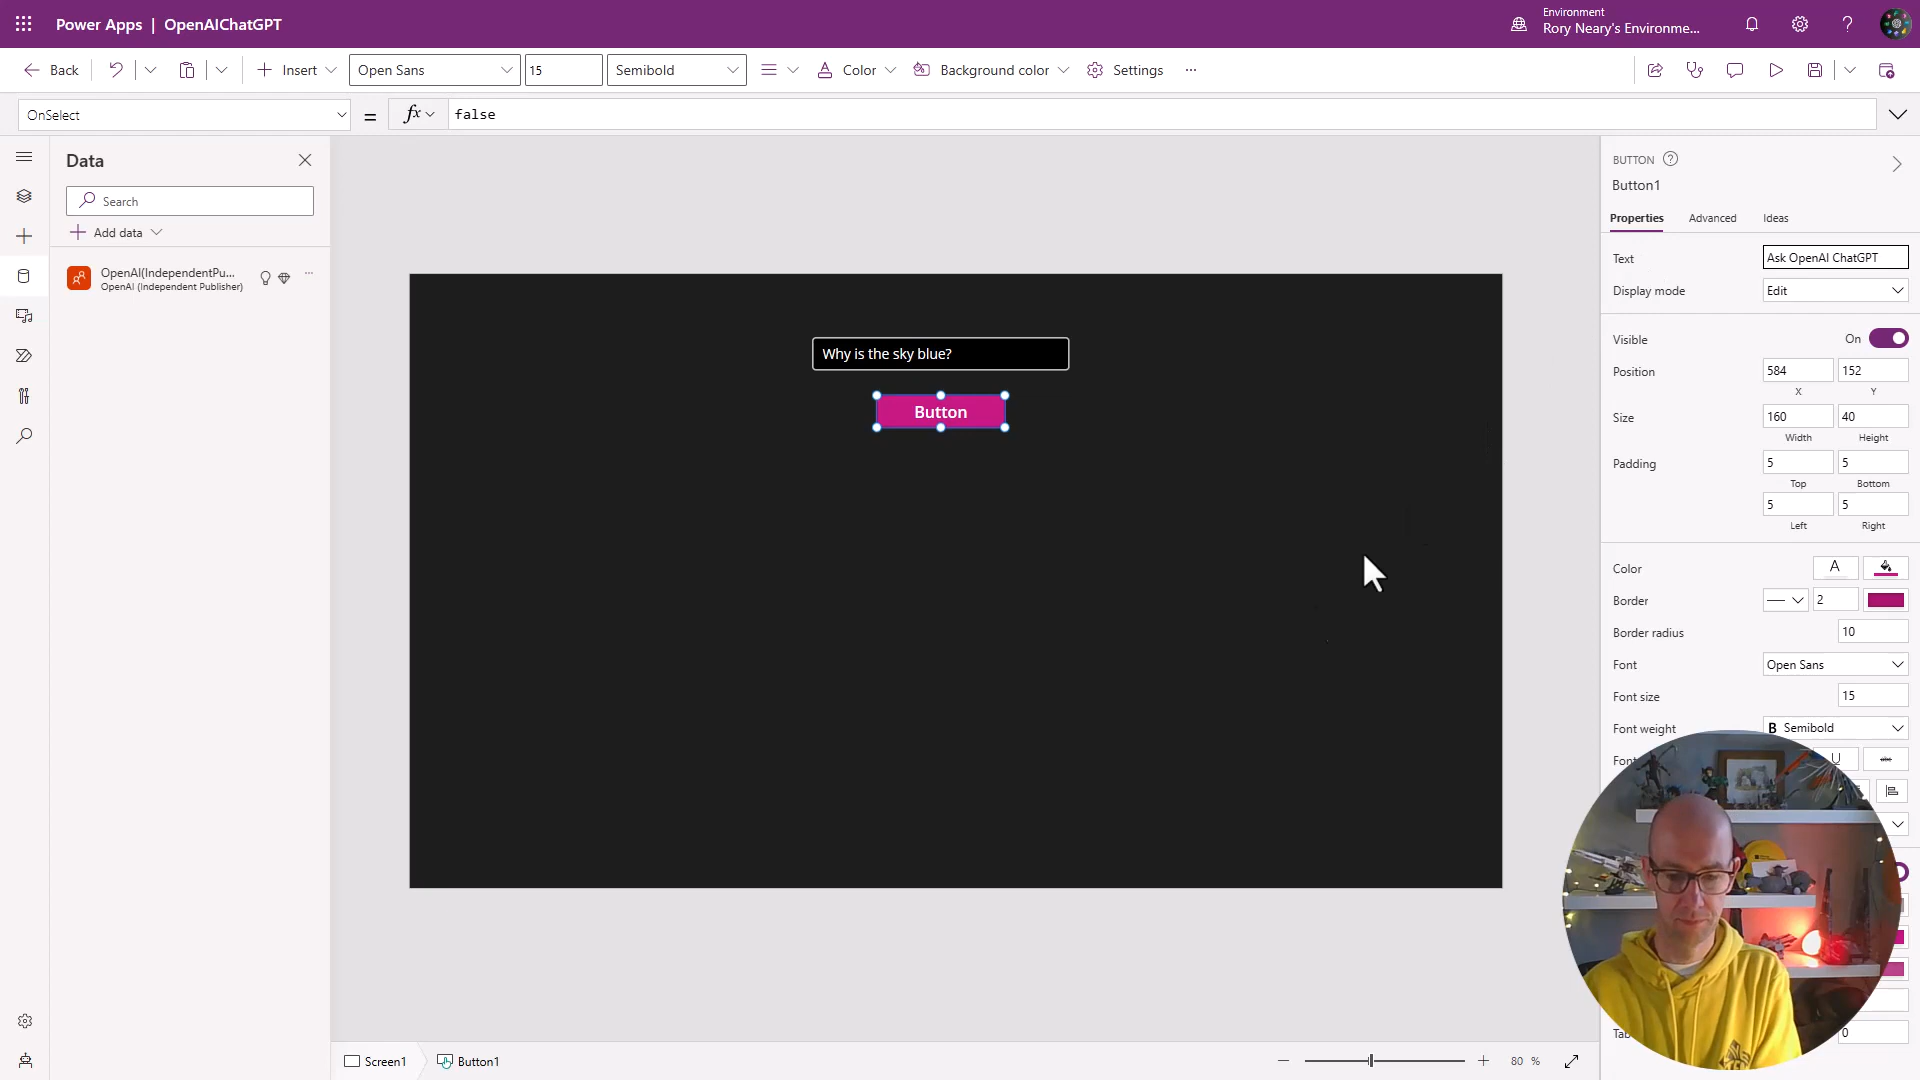 Power Apps | OpenAIChatGPT
Environment
Rory Neary's Environme...
Back
Insert
Open Sans
15
Semibold
Color
Background color
Settings
OnSelect
=
fx
false
Data
Search
Add data
OpenAI(IndependentPu...
OpenAI (Independent Publisher)
Why is the sky blue?
Button
BUTTON
Button1
Properties
Advanced
Ideas
Text
Ask OpenAI ChatGPT
Display mode
Edit
Visible
On
Position
584
152
X
Y
Size
160
40
Width
Height
Padding
5
5
Top
Bottom
5
5
Left
Right
Color
A
Border
2
Border radius
10
Font
Open Sans
Font size
15
Font weight
B Semibold
U
0
Screen1
Button1
80 %